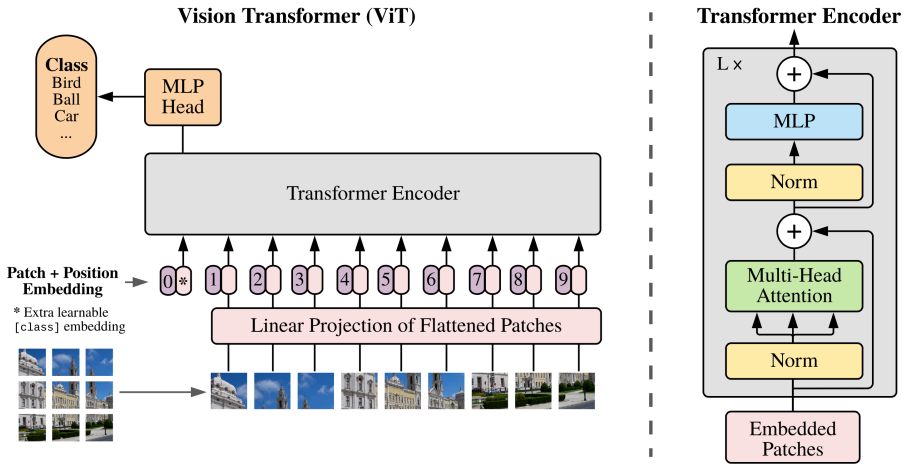 Vision Transformer (ViT)
Class
Bird
Ball
Car
...
MLP
Head
Transformer Encoder
Patch + Position
Embedding
* Extra learnable
[class] embedding
0 *
1
2
3
4
5
6
7
8
9
Linear Projection of Flattened Patches
Transformer Encoder
L ×
+
MLP
Norm
+
Multi-Head
Attention
Norm
Embedded
Patches